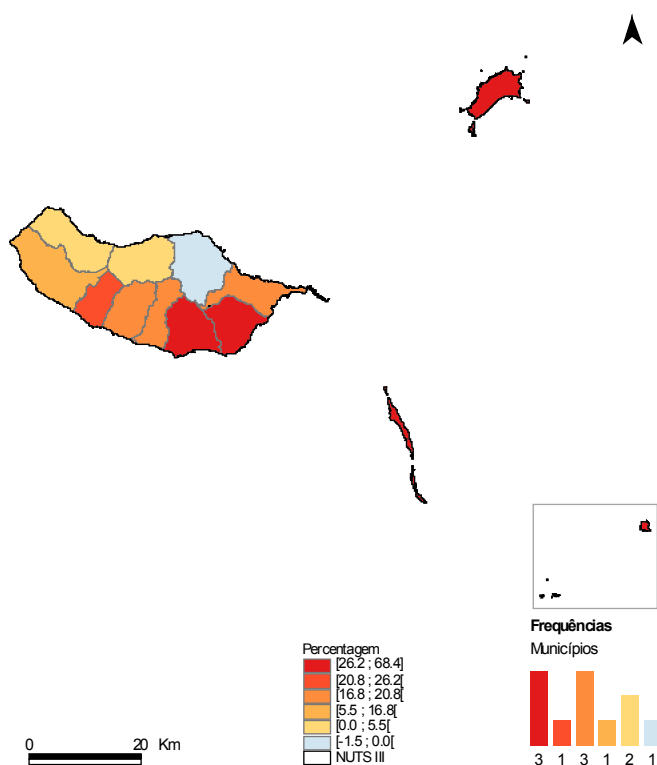 Percentagem
[26.2 ; 68.4]
[20.8 ; 26.2[
[16.8 ; 20.8[
[5.5 ; 16.8[
[0.0 ; 5.5[
[-1.5 ; 0.0[
NUTS III
0 20 Km
Frequências
Municípios
3 1 3 1 2 1